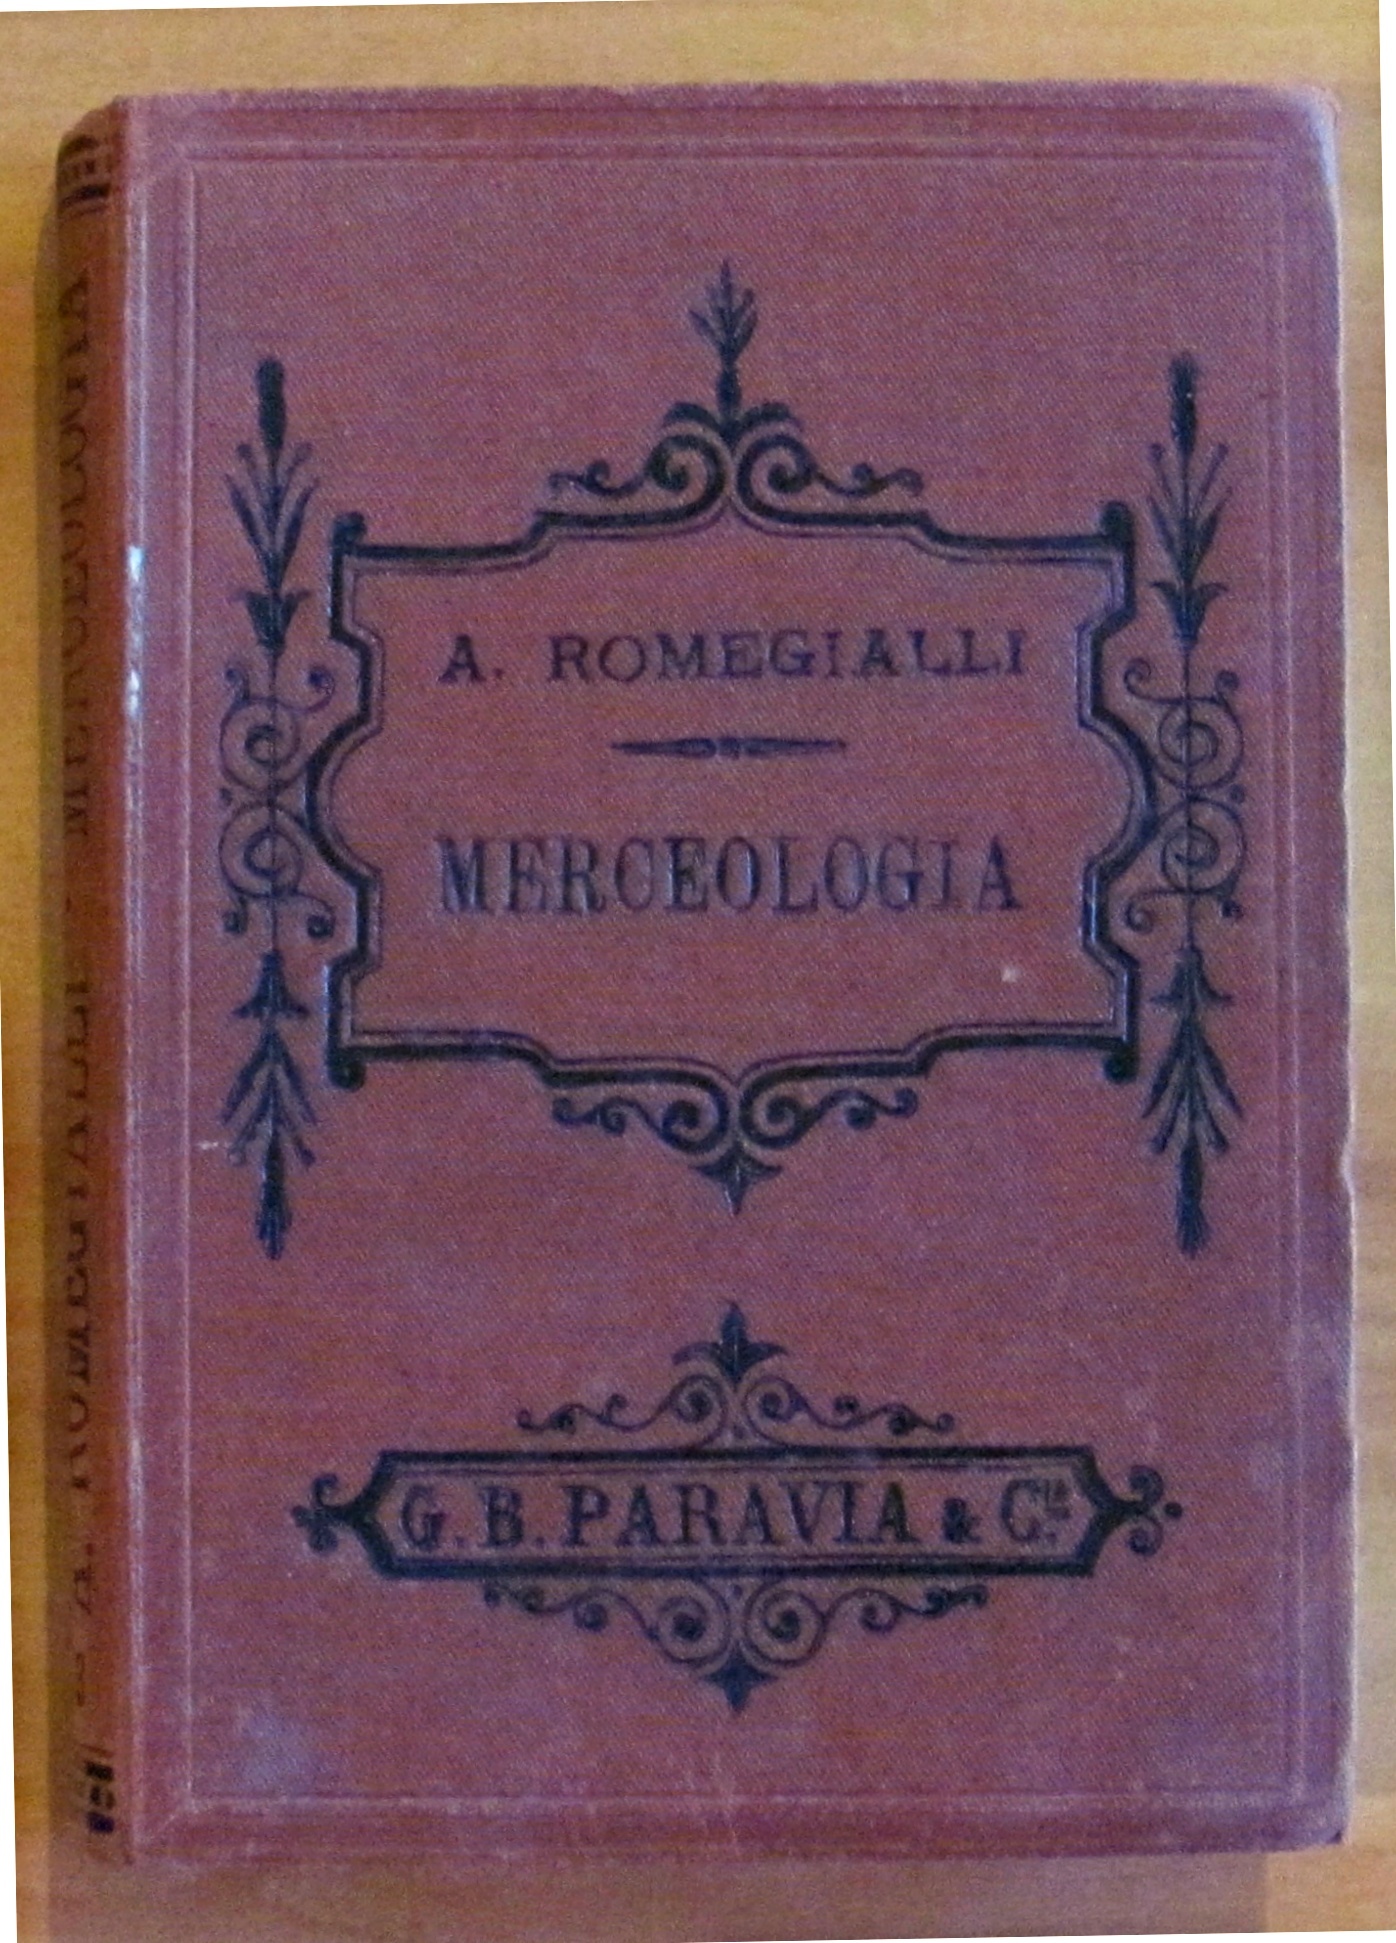 A. ROMEGIALLI
MERCEOLOGIA
G. B. PARAVIA & C.IA
A. ROMEGIALLI - MERCEOLOGIA